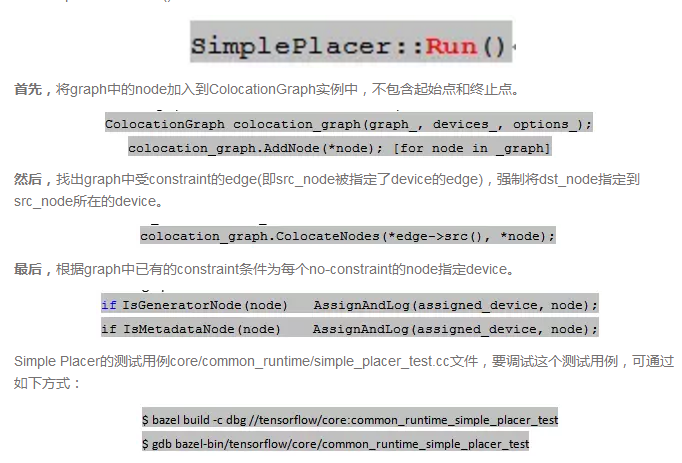 SimplePlacer::Run()
首先，将graph中的node加入到ColocationGraph实例中，不包含起始点和终止点。
ColocationGraph colocation_graph(graph_, devices_, options_);
colocation_graph.AddNode(*node); [for node in _graph]
然后，找出graph中受constraint的edge(即src_node被指定了device的edge)，强制将dst_node指定到
src_node所在的device。
colocation_graph.ColocateNodes(*edge->src(), *node);
最后，根据graph中已有的constraint条件为每个no-constraint的node指定device。
if IsGeneratorNode(node) AssignAndLog(assigned_device, node);
if IsMetadataNode(node) AssignAndLog(assigned_device, node);
Simple Placer的测试用例core/common_runtime/simple_placer_test.cc文件，要调试这个测试用例，可通过
如下方式：
$ bazel build -c dbg //tensorflow/core:common_runtime_simple_placer_test
$ gdb bazel-bin/tensorflow/core/common_runtime_simple_placer_test